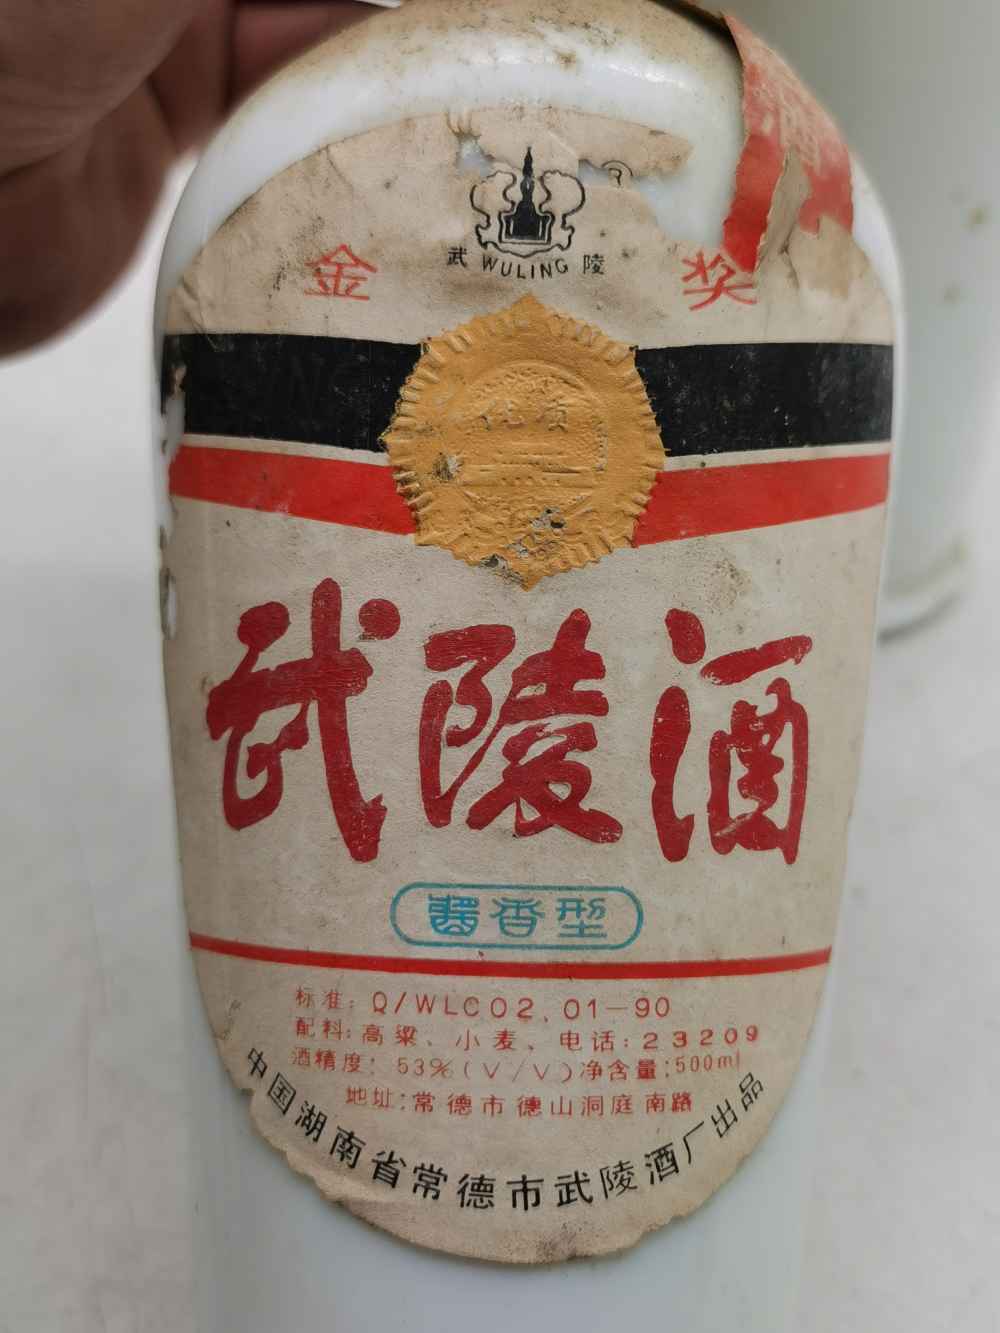 ®
武 WULING 陵
金 奖
优质
武陵酒
酱香型
标准: Q/WLC02.01-90
配料: 高粱、小麦、电话: 23209
酒精度: 53%(V/V)净含量: 500ml
地址: 常德市德山洞庭南路
中国湖南省常德市武陵酒厂出品